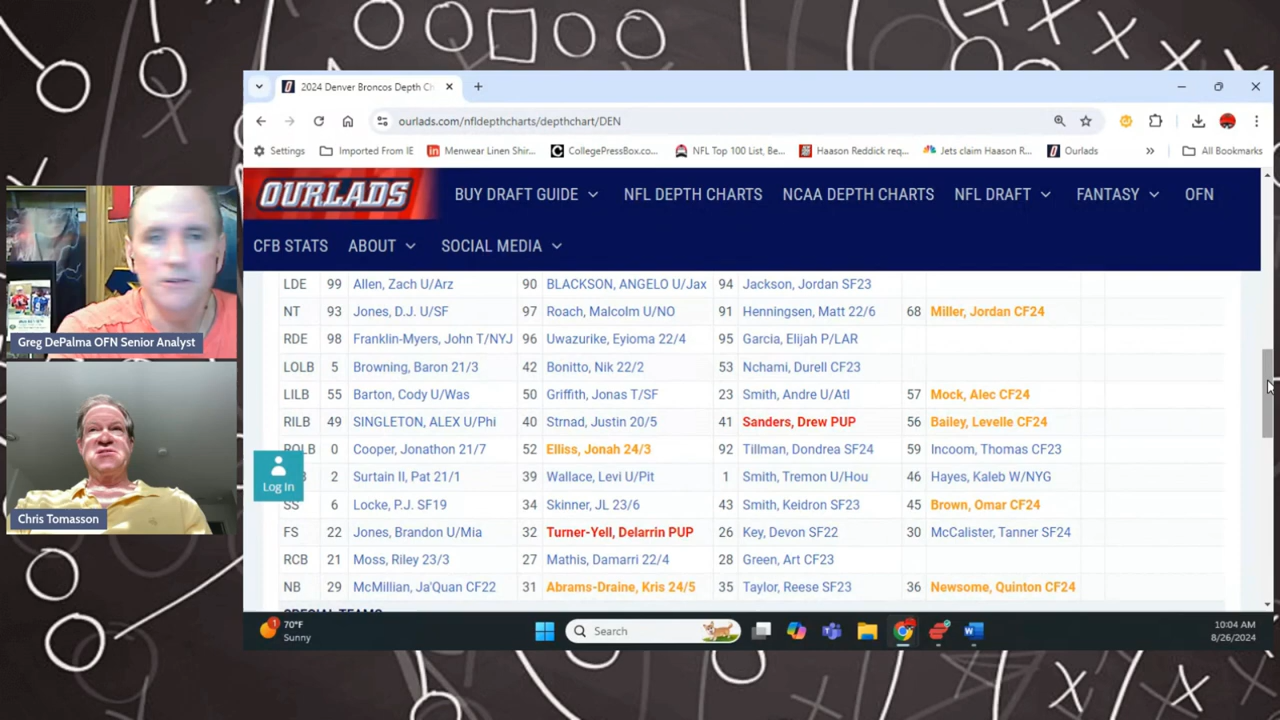 2024 Denver Broncos Depth Ch
ourlads.com/nfldepthcharts/depthchart/DEN
Settings Imported From IE Menwear Linen Shir... CollegePressBox.co... NFL Top 100 List, Be... Haason Reddick req... Jets claim Haason R... Ourlads » All Bookmarks
OURLADS BUY DRAFT GUIDE NFL DEPTH CHARTS NCAA DEPTH CHARTS NFL DRAFT FANTASY OFN
CFB STATS ABOUT SOCIAL MEDIA
LDE 99 Allen, Zach U/Arz 90 BLACKSON, ANGELO U/Jax 94 Jackson, Jordan SF23
NT 93 Jones, D.J. U/SF 97 Roach, Malcolm U/NO 91 Henningsen, Matt 22/6 68 Miller, Jordan CF24
RDE 98 Franklin-Myers, John T/NYJ 96 Uwazurike, Eyioma 22/4 95 Garcia, Elijah P/LAR
LOLB 5 Browning, Baron 21/3 42 Bonitto, Nik 22/2 53 Nchami, Durell CF23
LILB 55 Barton, Cody U/Was 50 Griffith, Jonas T/SF 23 Smith, Andre U/Atl 57 Mock, Alec CF24
RILB 49 SINGLETON, ALEX U/Phi 40 Strnad, Justin 20/5 41 Sanders, Drew PUP 56 Bailey, Levelle CF24
ROLB 0 Cooper, Jonathon 21/7 52 Elliss, Jonah 24/3 92 Tillman, Dondrea SF24 59 Incoom, Thomas CF23
2 Surtain II, Pat 21/1 39 Wallace, Levi U/Pit 1 Smith, Tremon U/Hou 46 Hayes, Kaleb W/NYG
SS 6 Locke, P.J. SF19 34 Skinner, JL 23/6 43 Smith, Keidron SF23 45 Brown, Omar CF24
FS 22 Jones, Brandon U/Mia 32 Turner-Yell, Delarrin PUP 26 Key, Devon SF22 30 McCalister, Tanner SF24
RCB 21 Moss, Riley 23/3 27 Mathis, Damarri 22/4 28 Green, Art CF23
NB 29 McMillian, Ja'Quan CF22 31 Abrams-Draine, Kris 24/5 35 Taylor, Reese SF23 36 Newsome, Quinton CF24
SPECIAL TEAMS
Log In
Greg DePalma OFN Senior Analyst
Chris Tomasson
1
70°F
Sunny
Search
10:04 AM
8/26/2024